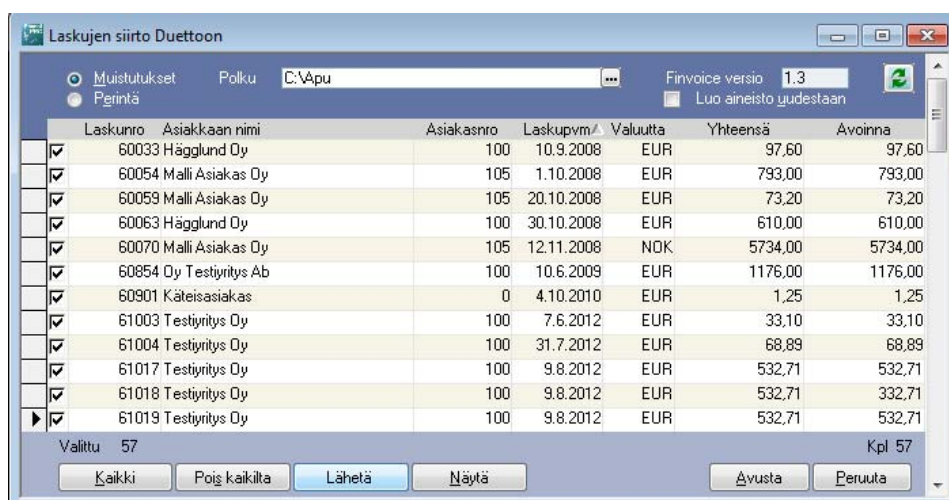 Laskujen siirto Duettoon
Muistutukset Polku C:\Apu ... Finvoice versio 1.3
Perintä Luo aineisto uudestaan
Laskunro Asiakkaan nimi Asiakasnro Laskupvm Valuutta Yhteensä Avoinna
60033 Hägglund Oy 100 10.9.2008 EUR 97,60 97,60
60054 Malli Asiakas Oy 105 1.10.2008 EUR 793,00 793,00
60059 Malli Asiakas Oy 105 20.10.2008 EUR 73,20 73,20
60063 Hägglund Oy 100 30.10.2008 EUR 610,00 610,00
60070 Malli Asiakas Oy 105 12.11.2008 NOK 5734,00 5734,00
60854 Oy Testiyritys Ab 100 10.6.2009 EUR 1176,00 1176,00
60901 Käteisasiakas 0 4.10.2010 EUR 1,25 1,25
61003 Testiyritys Oy 100 7.6.2012 EUR 33,10 33,10
61004 Testiyritys Oy 100 31.7.2012 EUR 68,89 68,89
61017 Testiyritys Oy 100 9.8.2012 EUR 532,71 532,71
61018 Testiyritys Oy 100 9.8.2012 EUR 532,71 332,71
61019 Testiyritys Oy 100 9.8.2012 EUR 532,71 532,71
Valittu 57 Kpl 57
Kaikki Pois kaikilta Lähetä Näytä Avusta Peruuta